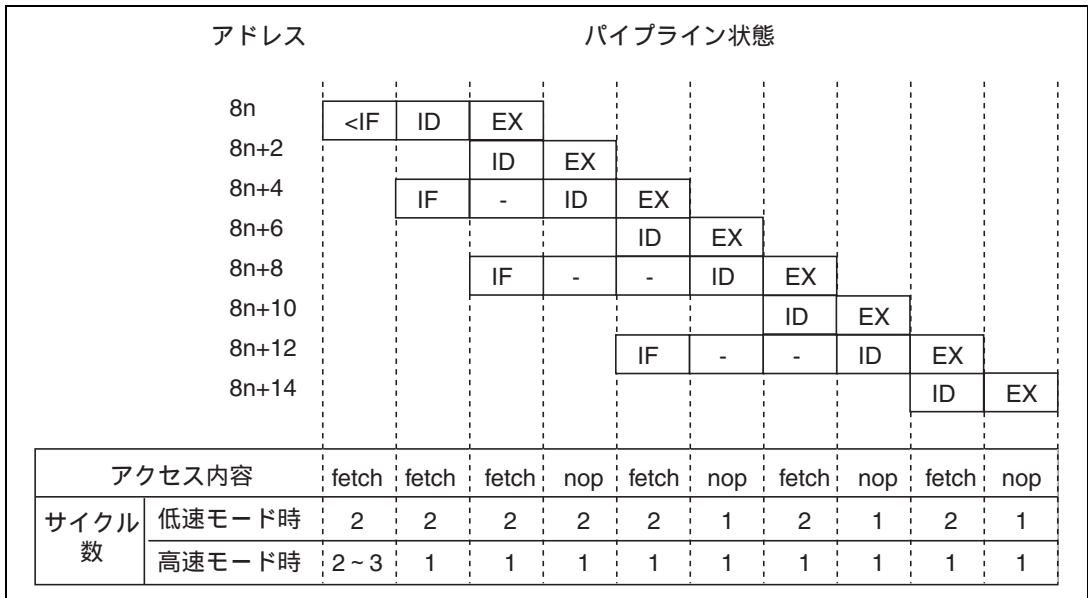 アドレス パイプライン状態
8n <IF ID EX
8n+2 ID EX
8n+4 IF - ID EX
8n+6 ID EX
8n+8 IF - - ID EX
8n+10 ID EX
8n+12 IF - - ID EX
8n+14 ID EX
アクセス内容 fetch fetch fetch nop fetch nop fetch nop fetch nop
サイクル数 低速モード時 2 2 2 2 2 1 2 1 2 1
高速モード時 2~3 1 1 1 1 1 1 1 1 1